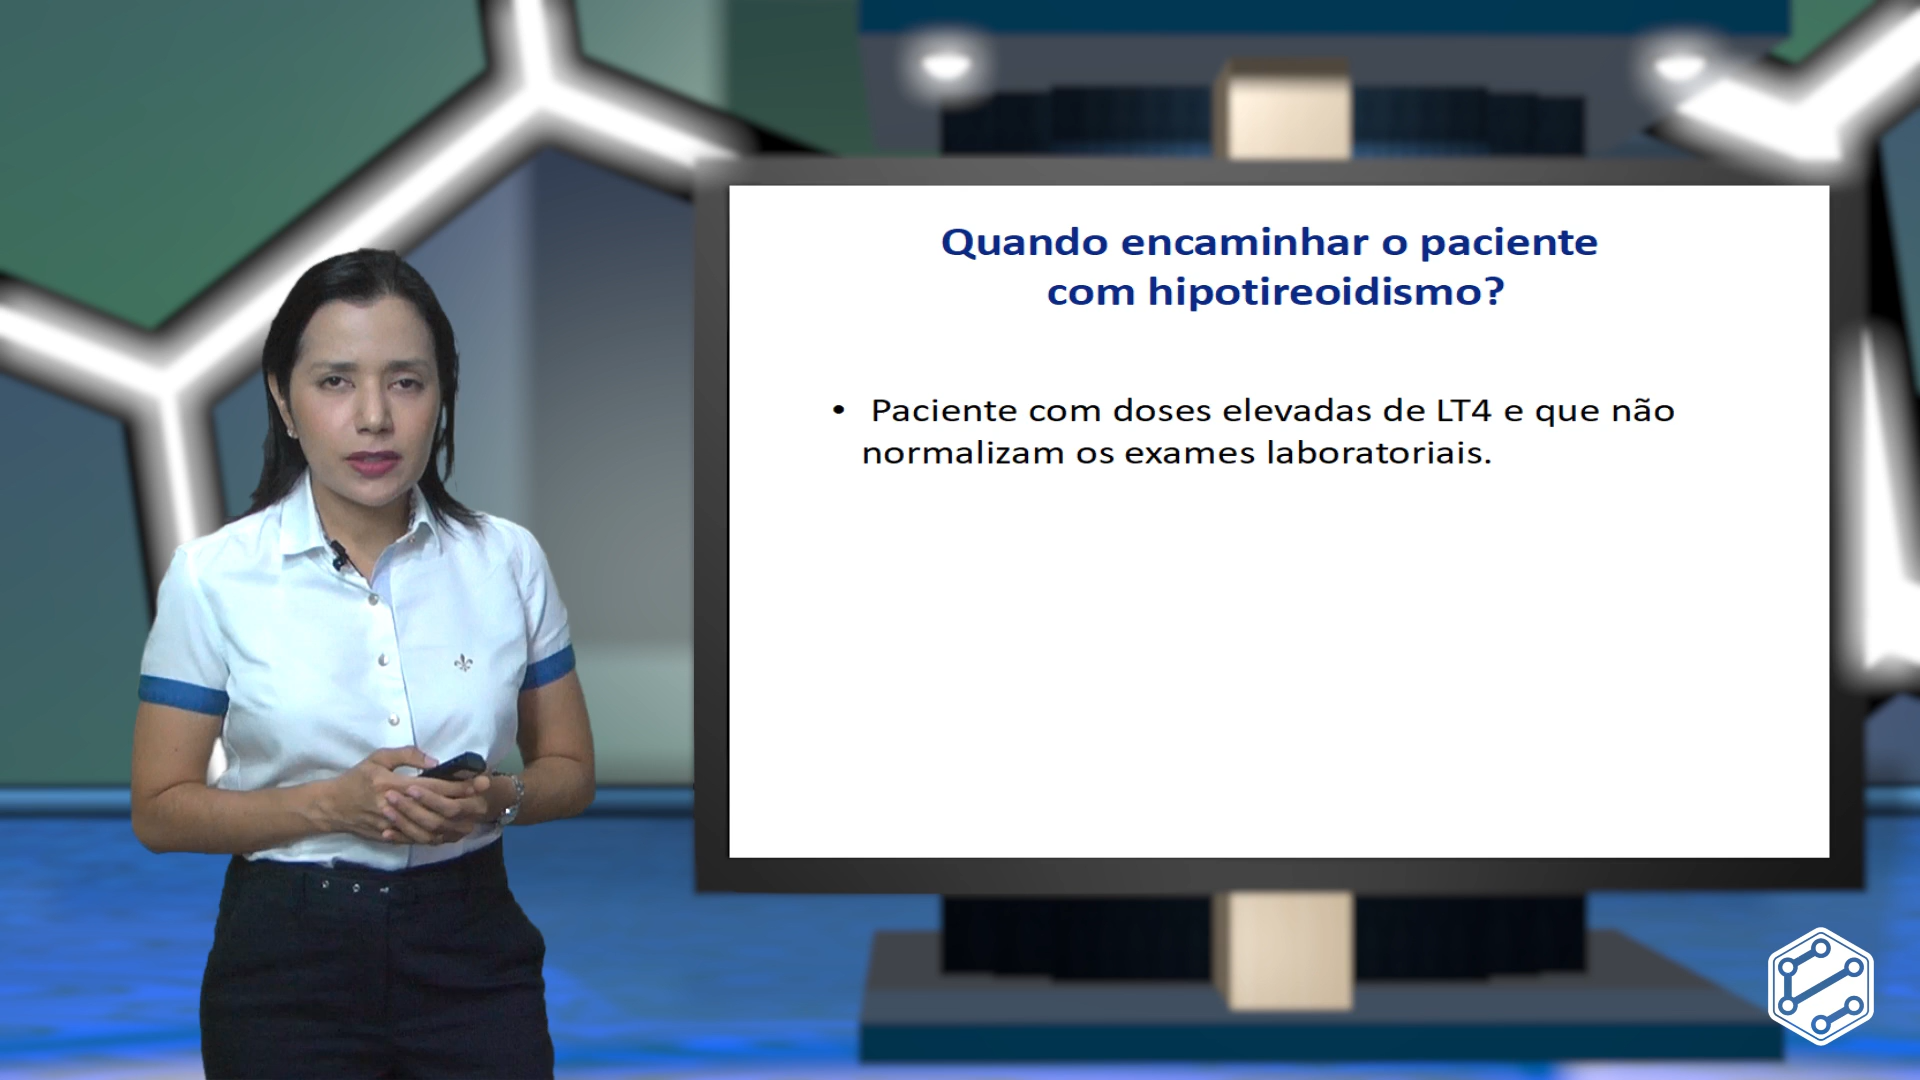 Quando encaminhar o paciente
com hipotireoidismo?
• Paciente com doses elevadas de LT4 e que não
normalizam os exames laboratoriais.